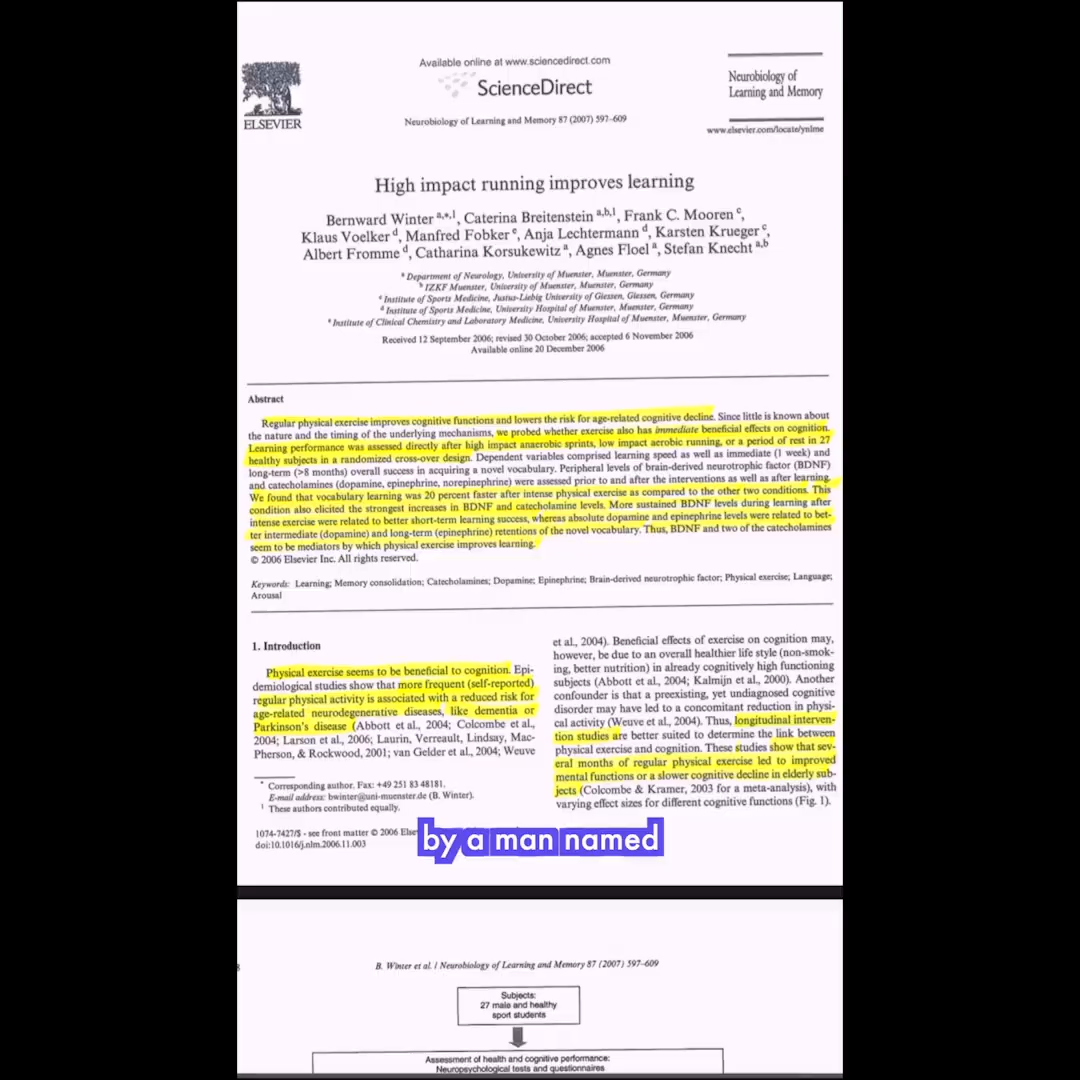 Available online at www.sciencedirect.com
ScienceDirect
ELSEVIER
Neurobiology of Learning and Memory 87 (2007) 597–609
Neurobiology of
Learning and Memory
www.elsevier.com/locate/ynlme
High impact running improves learning
Bernward Winter a,*,1, Caterina Breitenstein a,b,1, Frank C. Mooren c,
Klaus Voelker d, Manfred Fobker e, Anja Lechtermann d, Karsten Krueger c,
Albert Fromme d, Catharina Korsukewitz a, Agnes Floel a, Stefan Knecht a,b
a Department of Neurology, University of Muenster, Muenster, Germany
b IZKF Muenster, University of Muenster, Muenster, Germany
c Institute of Sports Medicine, Justus-Liebig University of Giessen, Giessen, Germany
d Institute of Sports Medicine, University Hospital of Muenster, Muenster, Germany
e Institute of Clinical Chemistry and Laboratory Medicine, University Hospital of Muenster, Muenster, Germany
Received 12 September 2006; revised 30 October 2006; accepted 6 November 2006
Available online 20 December 2006
Abstract
Regular physical exercise improves cognitive functions and lowers the risk for age-related cognitive decline. Since little is known about
the nature and the timing of the underlying mechanisms, we probed whether exercise also has immediate beneficial effects on cognition.
Learning performance was assessed directly after high impact anaerobic sprints, low impact aerobic running, or a period of rest in 27
healthy subjects in a randomized cross-over design. Dependent variables comprised learning speed as well as immediate (1 week) and
long-term (>8 months) overall success in acquiring a novel vocabulary. Peripheral levels of brain-derived neurotrophic factor (BDNF)
and catecholamines (dopamine, epinephrine, norepinephrine) were assessed prior to and after the interventions as well as after learning.
We found that vocabulary learning was 20 percent faster after intense physical exercise as compared to the other two conditions. This
condition also elicited the strongest increases in BDNF and catecholamine levels. More sustained BDNF levels during learning after
intense exercise were related to better short-term learning success, whereas absolute dopamine and epinephrine levels were related to bet-
ter intermediate (dopamine) and long-term (epinephrine) retentions of the novel vocabulary. Thus, BDNF and two of the catecholamines
seem to be mediators by which physical exercise improves learning.
© 2006 Elsevier Inc. All rights reserved.
Keywords: Learning; Memory consolidation; Catecholamines; Dopamine; Epinephrine; Brain-derived neurotrophic factor; Physical exercise; Language;
Arousal
1. Introduction
Physical exercise seems to be beneficial to cognition. Epi-
demiological studies show that more frequent (self-reported)
regular physical activity is associated with a reduced risk for
age-related neurodegenerative diseases, like dementia or
Parkinson's disease (Abbott et al., 2004; Colcombe et al.,
2004; Larson et al., 2006; Laurin, Verreault, Lindsay, Mac-
Pherson, & Rockwood, 2001; van Gelder et al., 2004; Weuve
* Corresponding author. Fax: +49 251 83 48181.
E-mail address: bwinter@uni-muenster.de (B. Winter).
1 These authors contributed equally.
et al., 2004). Beneficial effects of exercise on cognition may,
however, be due to an overall healthier life style (non-smok-
ing, better nutrition) in already cognitively high functioning
subjects (Abbott et al., 2004; Kalmijn et al., 2000). Another
confounder is that a preexisting, yet undiagnosed cognitive
disorder may have led to a concomitant reduction in physi-
cal activity (Weuve et al., 2004). Thus, longitudinal interven-
tion studies are better suited to determine the link between
physical exercise and cognition. These studies show that sev-
eral months of regular physical exercise led to improved
mental functions or a slower cognitive decline in elderly sub-
jects (Colcombe & Kramer, 2003 for a meta-analysis), with
varying effect sizes for different cognitive functions (Fig. 1).
1074-7427/$ - see front matter © 2006 Else
doi:10.1016/j.nlm.2006.11.003
by a man named
8
B. Winter et al. / Neurobiology of Learning and Memory 87 (2007) 597–609
Subjects:
27 male and healthy
sport students
Assessment of health and cognitive performance:
Neuropsychological tests and questionnaires